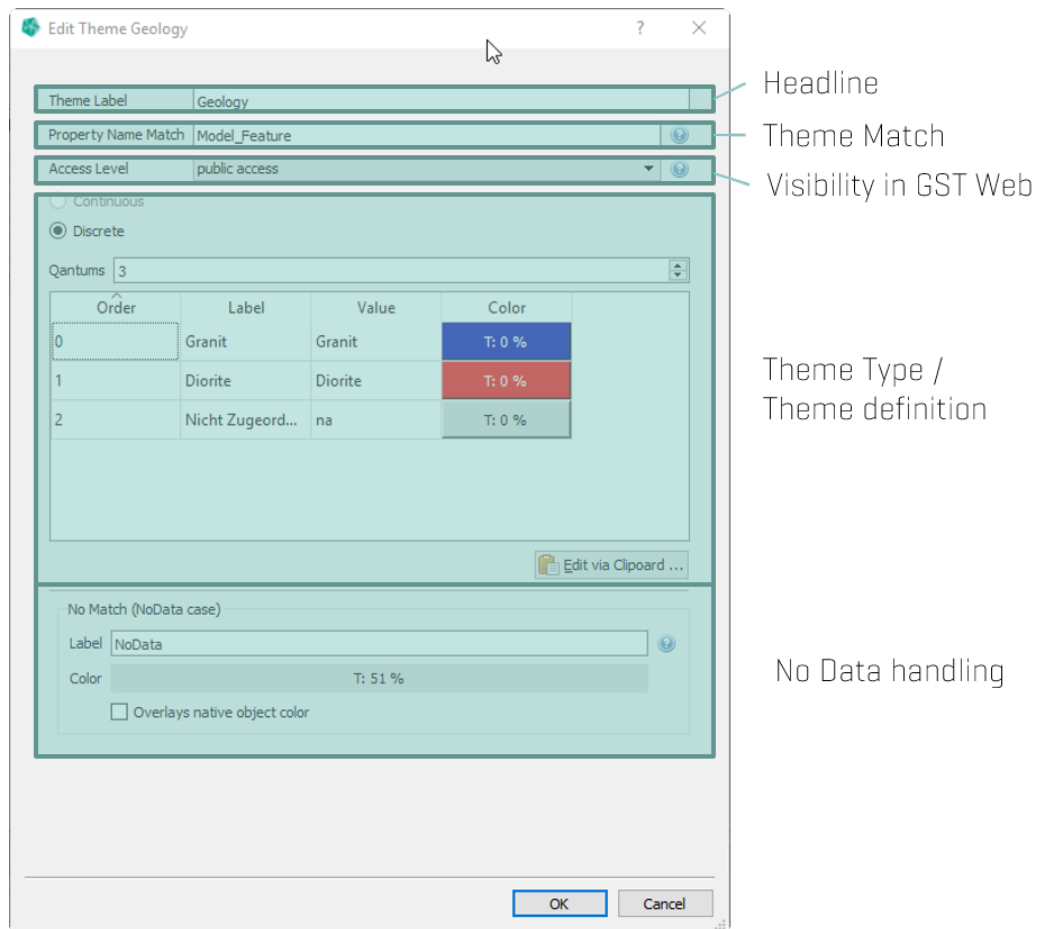 Edit Theme Geology
?
Theme Label Geology
Headline
Property Name Match Model_Feature
Theme Match
Access Level public access
Visibility in GST Web
Continuous
Discrete
Qantums 3
Order Label Value Color
0 Granit Granit T: 0 %
1 Diorite Diorite T: 0 %
2 Nicht Zugeord... na T: 0 %
Theme Type /
Theme definition
Edit via Clipoard ...
No Match (NoData case)
Label NoData
Color T: 51 %
Overlays native object color
No Data handling
OK Cancel